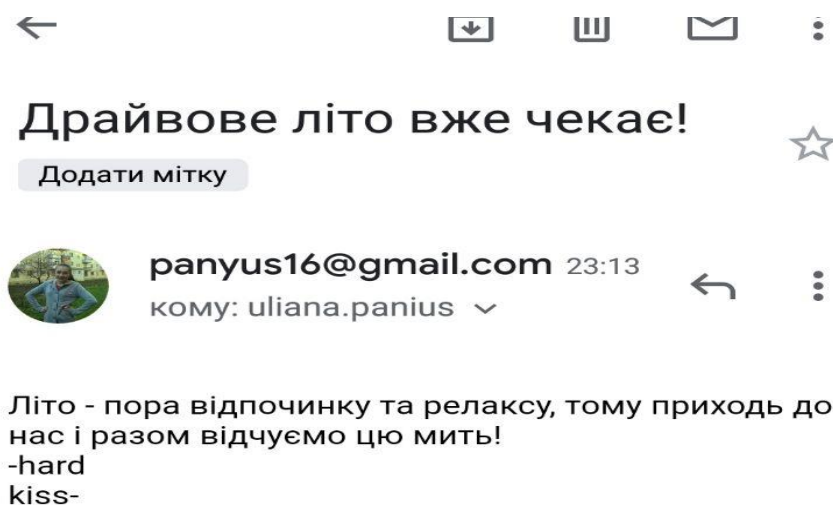 Драйвове літо вже чекає!
Додати мітку
panyus16@gmail.com 23:13
кому: uliana.panius
Літо - пора відпочинку та релаксу, тому приходь до
нас і разом відчуємо цю мить!
-hard
kiss-